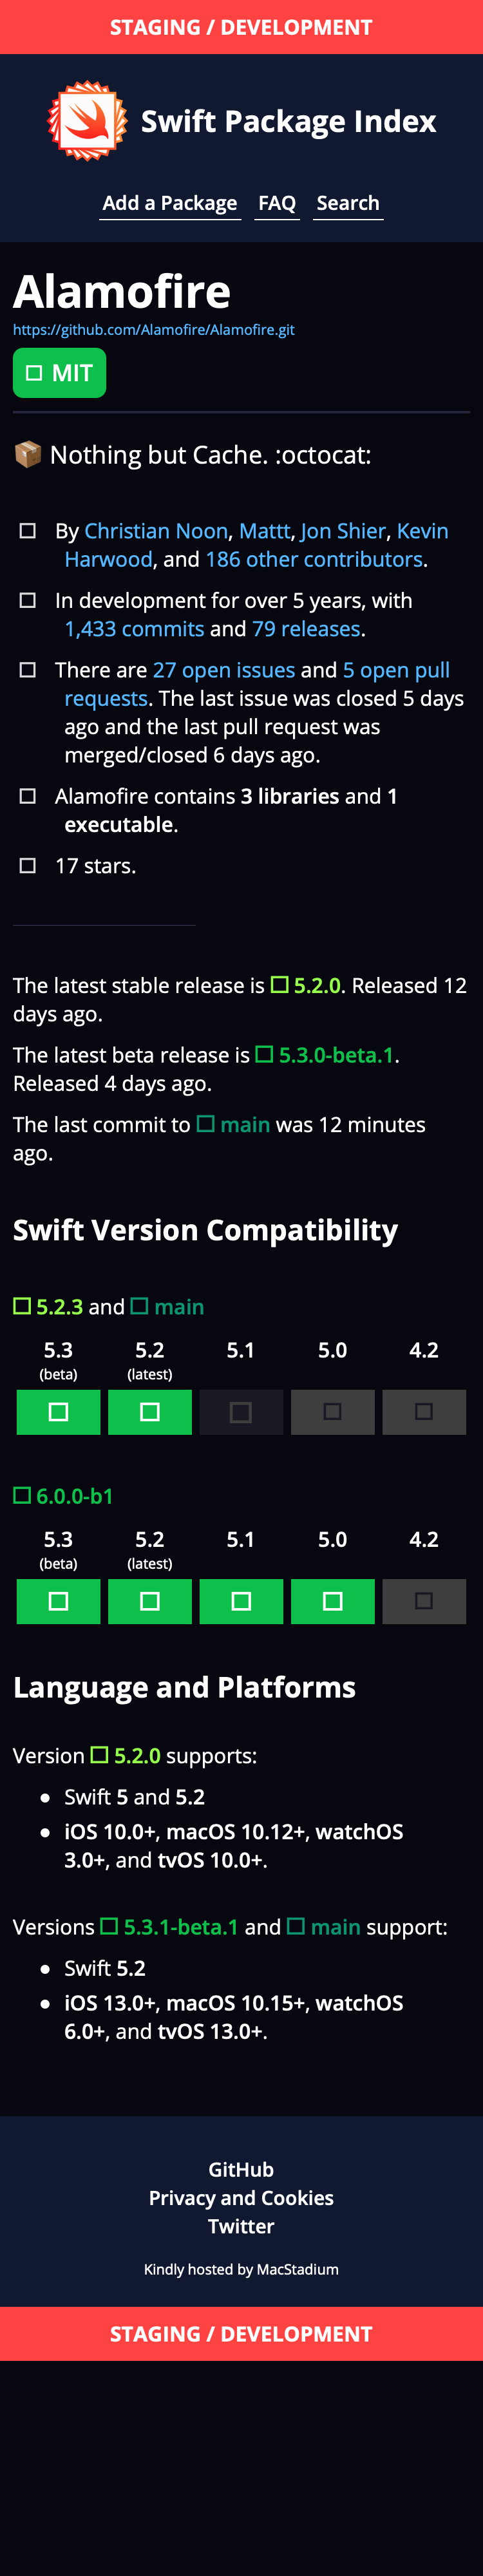 STAGING / DEVELOPMENT
Swift Package Index
Add a Package FAQ Search
Alamofire
https://github.com/Alamofire/Alamofire.git
MIT
📦 Nothing but Cache. :octocat:
By Christian Noon, Mattt, Jon Shier, Kevin
Harwood, and 186 other contributors.
In development for over 5 years, with
1,433 commits and 79 releases.
There are 27 open issues and 5 open pull
requests. The last issue was closed 5 days
ago and the last pull request was
merged/closed 6 days ago.
Alamofire contains 3 libraries and 1
executable.
17 stars.
The latest stable release is 5.2.0. Released 12
days ago.
The latest beta release is 5.3.0-beta.1.
Released 4 days ago.
The last commit to main was 12 minutes
ago.
Swift Version Compatibility
5.2.3 and main
5.3 5.2 5.1 5.0 4.2
(beta) (latest)
6.0.0-b1
5.3 5.2 5.1 5.0 4.2
(beta) (latest)
Language and Platforms
Version 5.2.0 supports:
• Swift 5 and 5.2
• iOS 10.0+, macOS 10.12+, watchOS
3.0+, and tvOS 10.0+.
Versions 5.3.1-beta.1 and main support:
• Swift 5.2
• iOS 13.0+, macOS 10.15+, watchOS
6.0+, and tvOS 13.0+.
GitHub
Privacy and Cookies
Twitter
Kindly hosted by MacStadium
STAGING / DEVELOPMENT